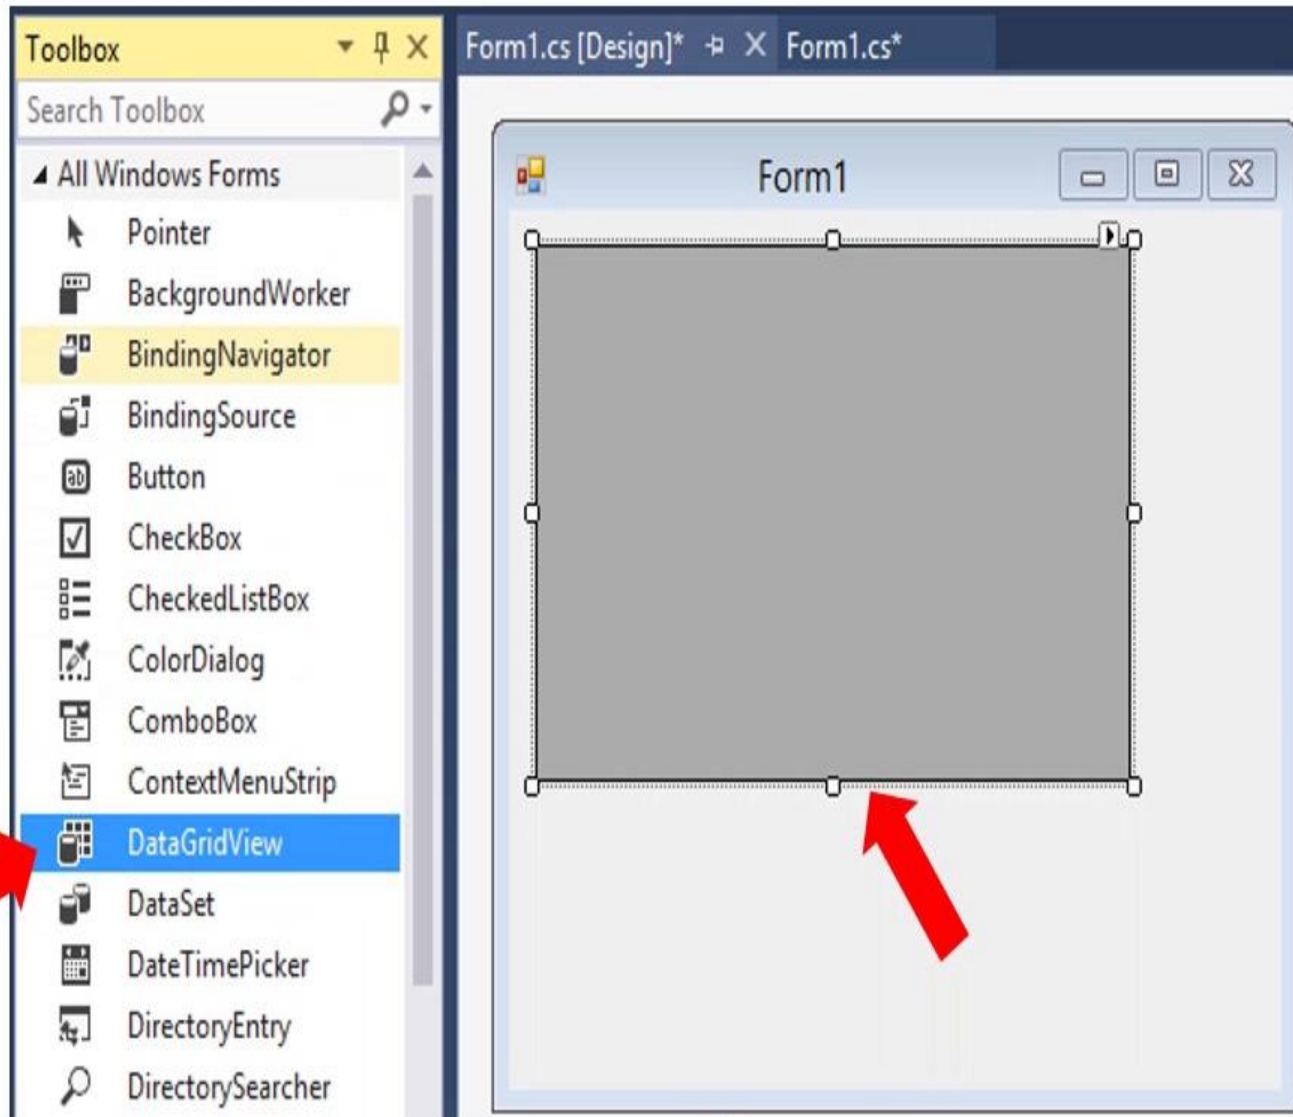 Toolbox
Search Toolbox
All Windows Forms
Pointer
BackgroundWorker
BindingNavigator
BindingSource
Button
CheckBox
CheckedListBox
ColorDialog
ComboBox
ContextMenuStrip
DataGridView
DataSet
DateTimePicker
DirectoryEntry
DirectorySearcher
Form1.cs [Design]* Form1.cs*
Form1